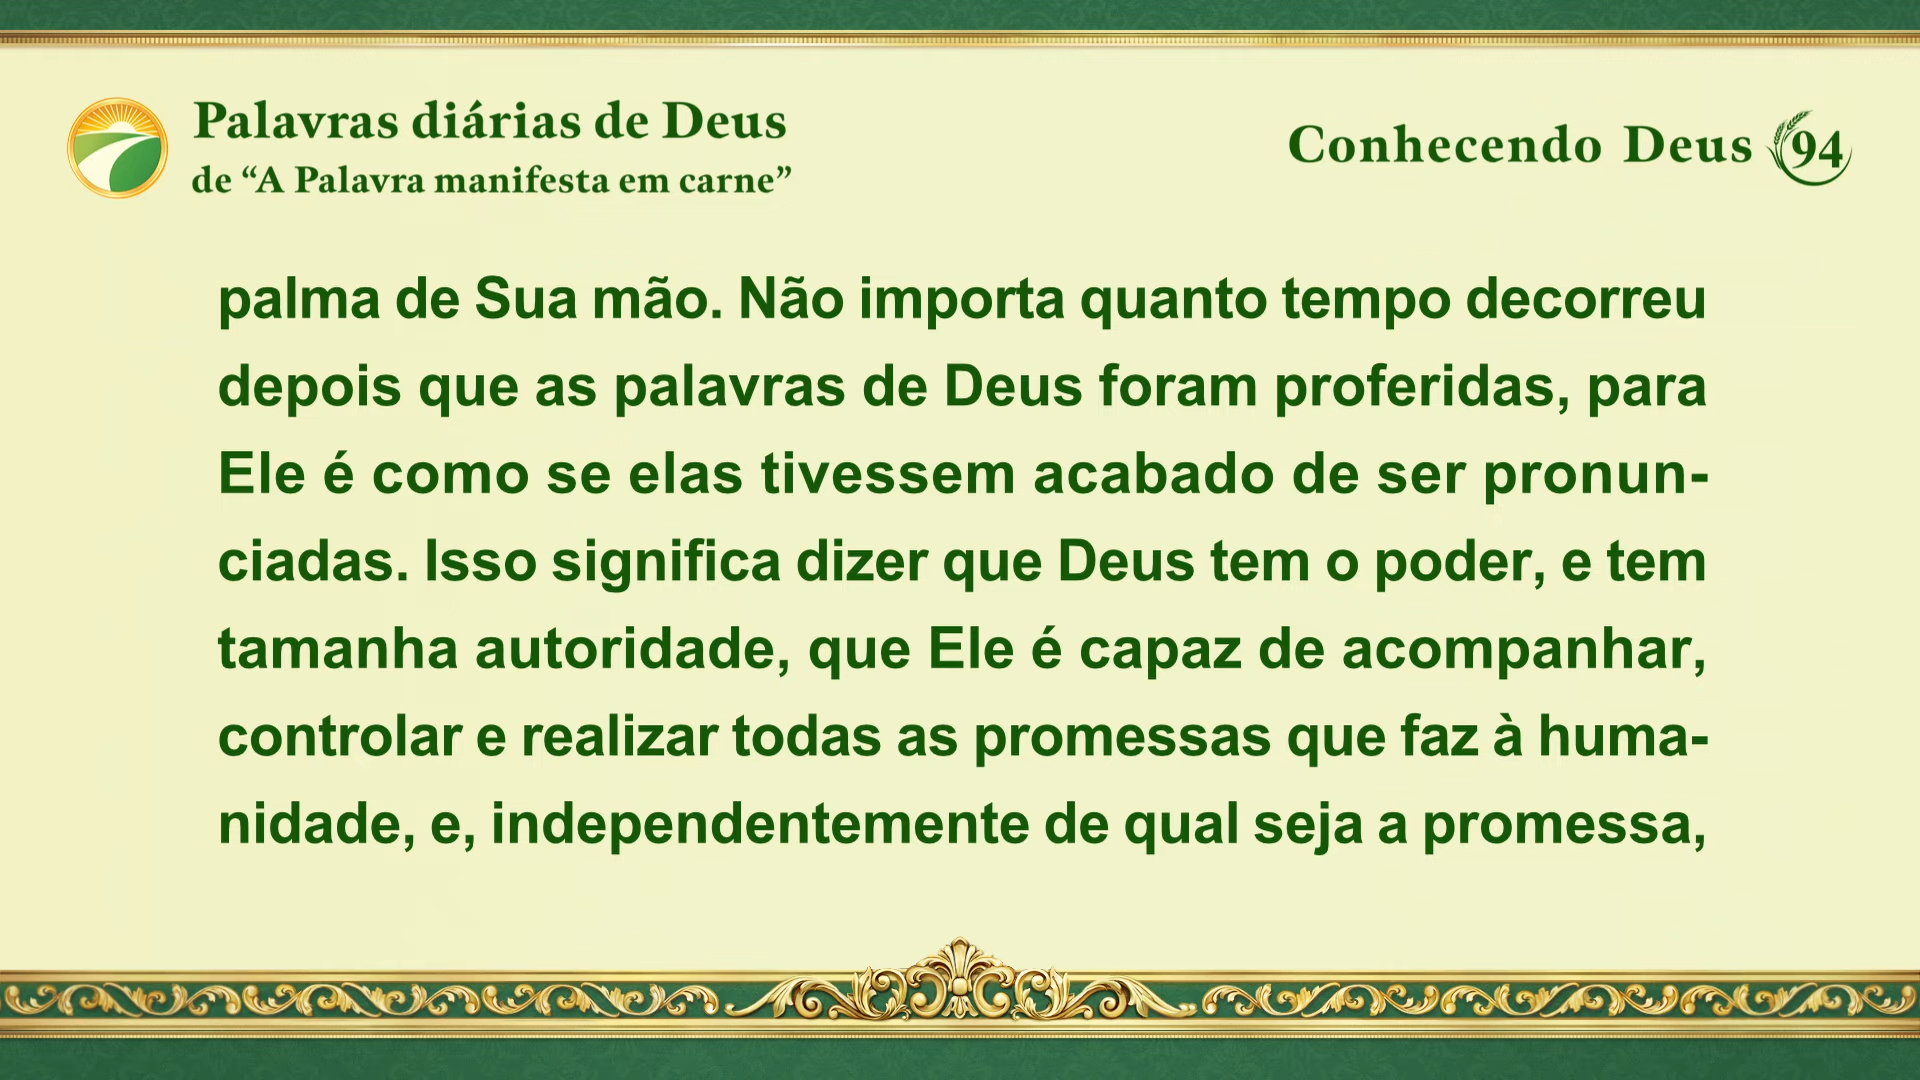 Palavras diárias de Deus
de “A Palavra manifesta em carne”
Conhecendo Deus 94
palma de Sua mão. Não importa quanto tempo decorreu
depois que as palavras de Deus foram proferidas, para
Ele é como se elas tivessem acabado de ser pronun-
ciadas. Isso significa dizer que Deus tem o poder, e tem
tamanha autoridade, que Ele é capaz de acompanhar,
controlar e realizar todas as promessas que faz à huma-
nidade, e, independentemente de qual seja a promessa,